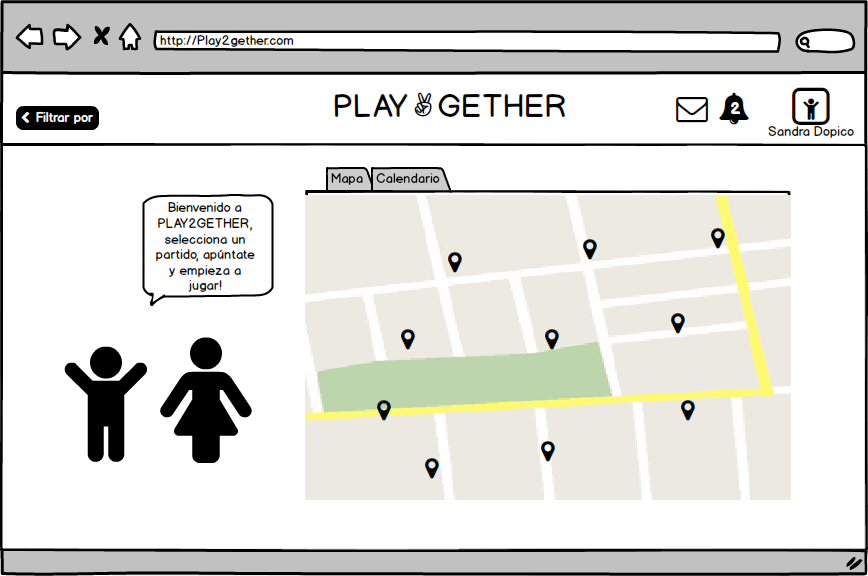 http://Play2gether.com
Filtrar por
PLAY✌GETHER
2
Sandra Dopico
Mapa
Calendario
Bienvenido a
PLAY2GETHER,
selecciona un
partido, apúntate
y empieza a
jugar!